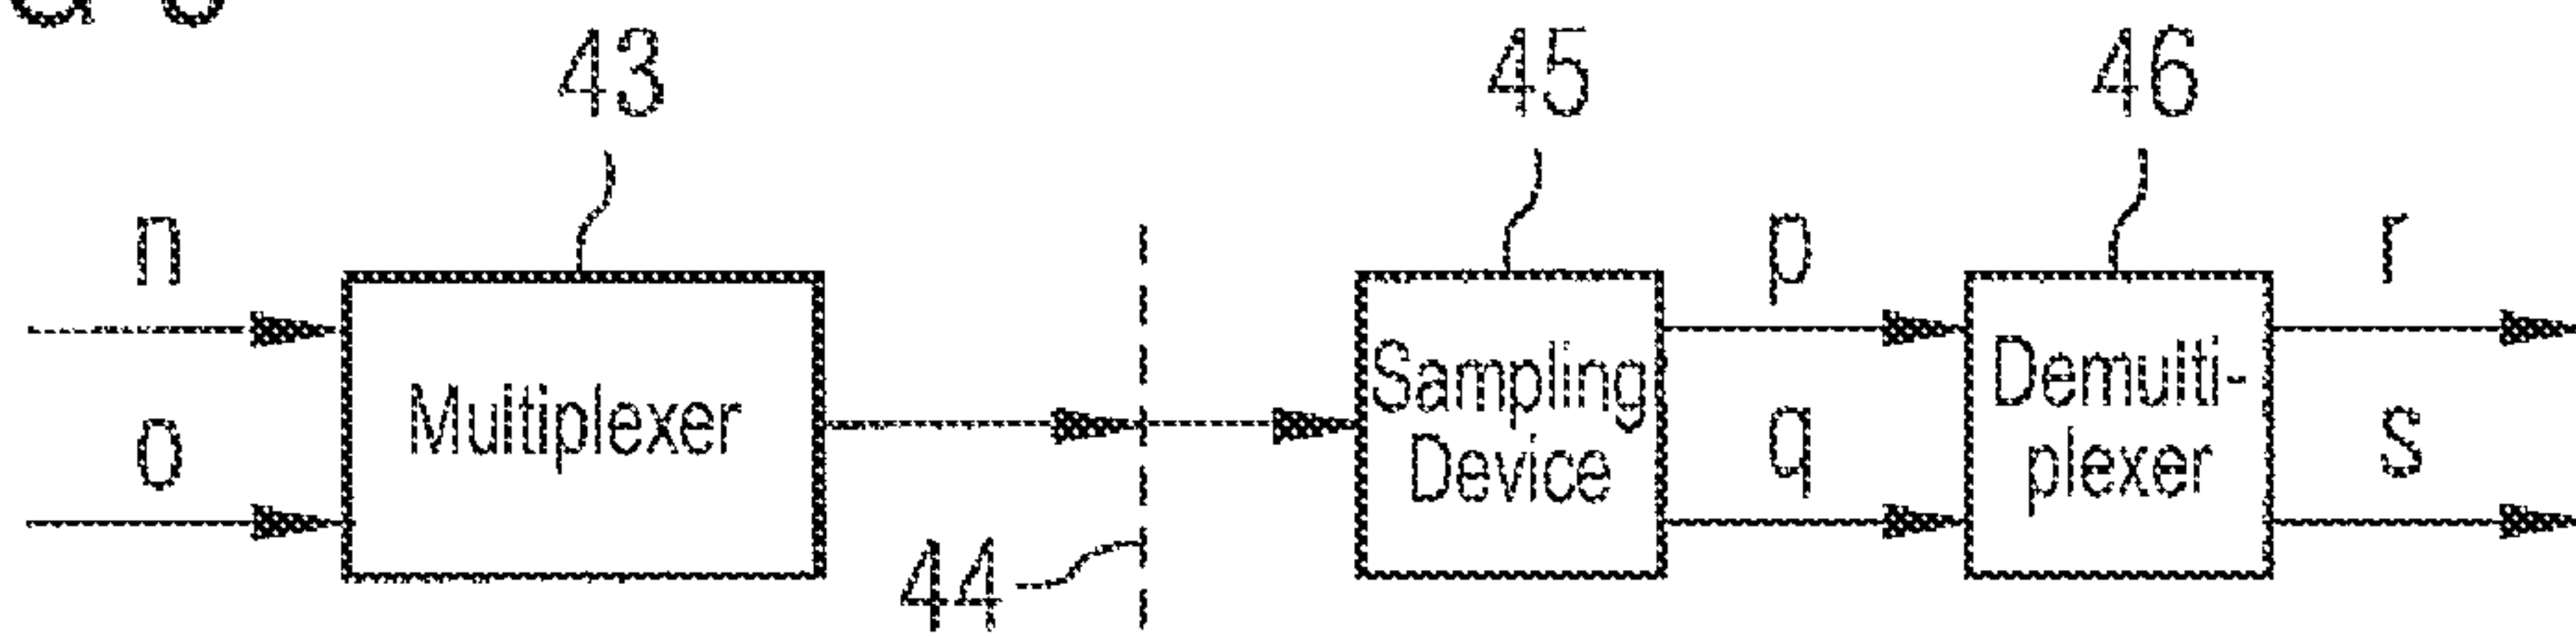 43
45
46
n
p
r
o
Multiplexer
Sampling
Device
q
Demulti-
plexer
s
44